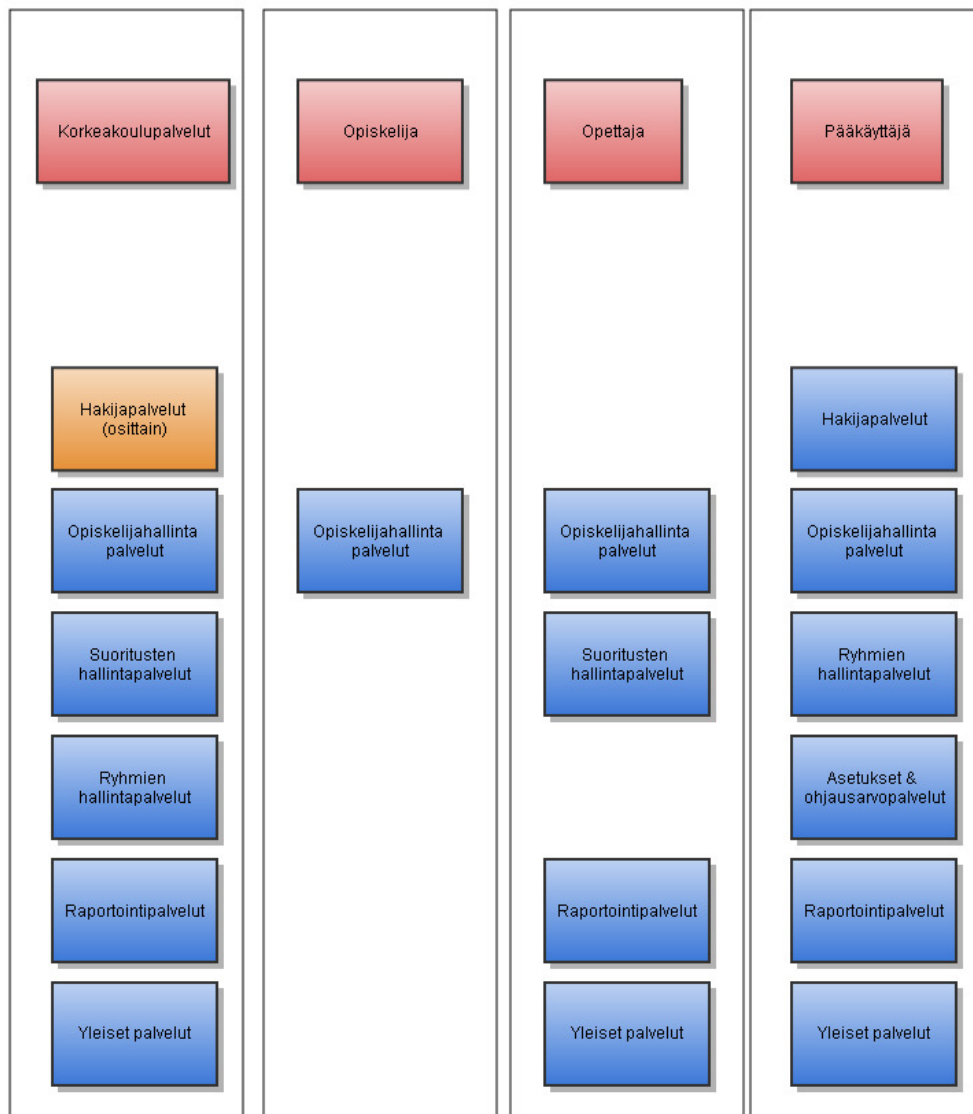 Korkeakoulupalvelut
Opiskelija
Opettaja
Pääkäyttäjä
Hakijapalvelut
(osittain)
Hakijapalvelut
Opiskelijahallinta
palvelut
Opiskelijahallinta
palvelut
Opiskelijahallinta
palvelut
Opiskelijahallinta
palvelut
Suoritusten
hallintapalvelut
Suoritusten
hallintapalvelut
Ryhmien
hallintapalvelut
Ryhmien
hallintapalvelut
Asetukset &
ohjausarvopalvelut
Raportointipalvelut
Raportointipalvelut
Raportointipalvelut
Yleiset palvelut
Yleiset palvelut
Yleiset palvelut